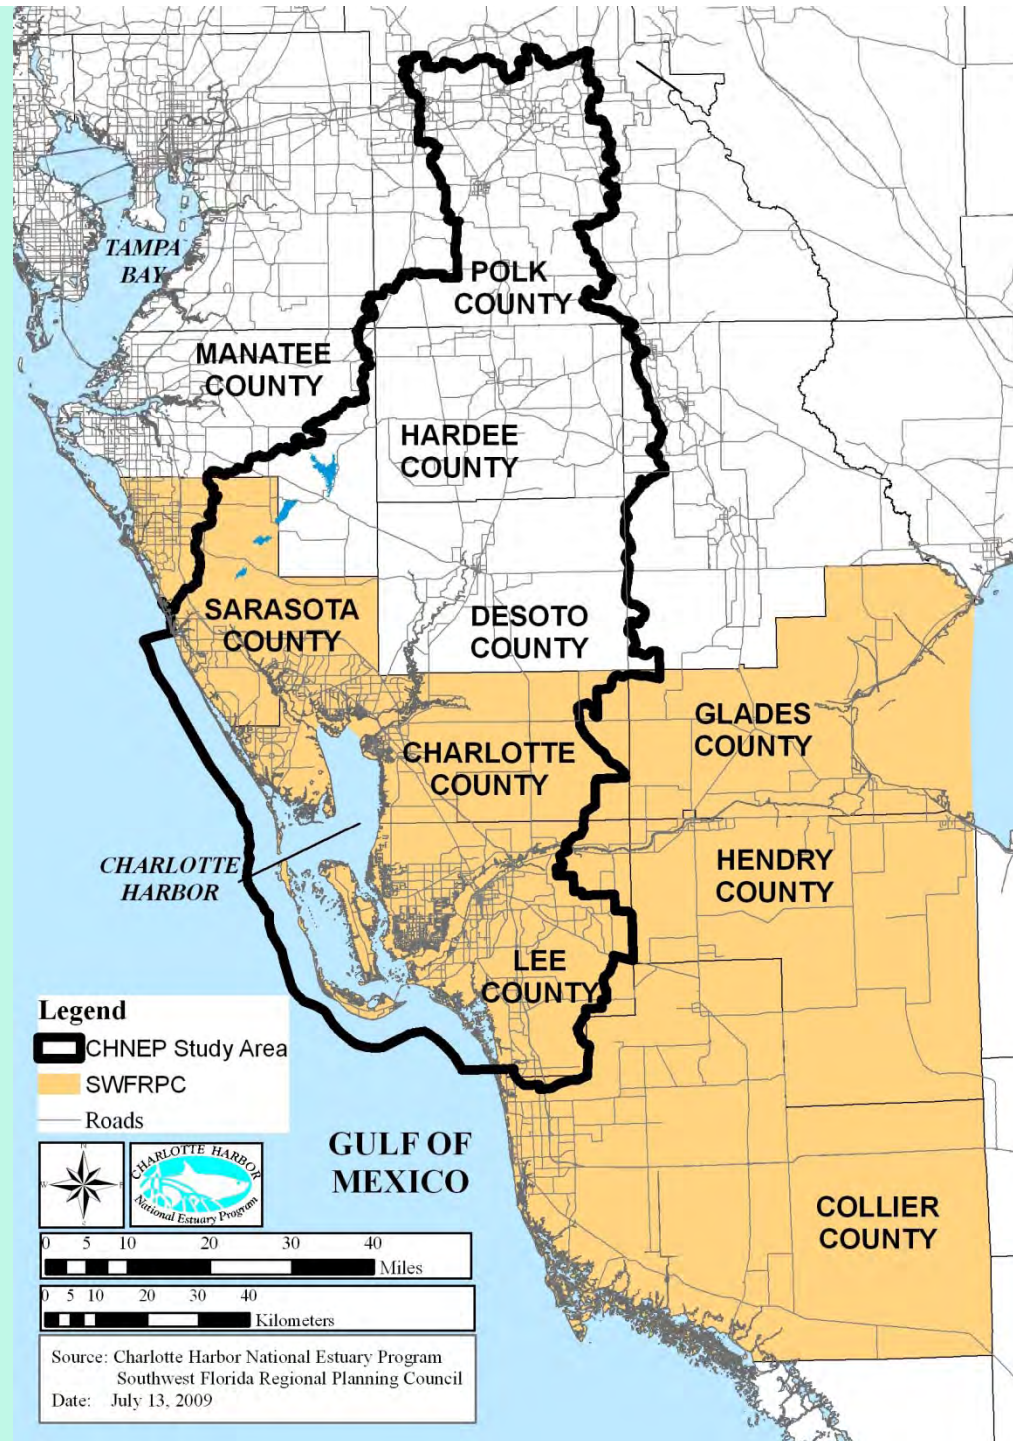 TAMPA
BAY
POLK
COUNTY
MANATEE
COUNTY
HARDEE
COUNTY
SARASOTA
COUNTY
DESOTO
COUNTY
GLADES
COUNTY
CHARLOTTE
COUNTY
CHARLOTTE
HARBOR
HENDRY
COUNTY
LEE
COUNTY
Legend
CHNEP Study Area
SWFRPC
Roads
GULF OF
MEXICO
N
W E
S
CHARLOTTE HARBOR
National Estuary Program
COLLIER
COUNTY
0 5 10 20 30 40
Miles
0 5 10 20 30 40
Kilometers
Source: Charlotte Harbor National Estuary Program
Southwest Florida Regional Planning Council
Date: July 13, 2009